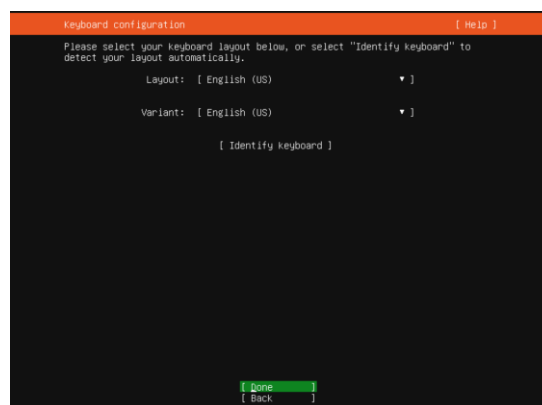 Keyboard configuration [ Help ]
Please select your keyboard layout below, or select "Identify keyboard" to
detect your layout automatically.
Layout: [ English (US) ▾ ]
Variant: [ English (US) ▾ ]
[ Identify keyboard ]
[ Done ]
[ Back ]